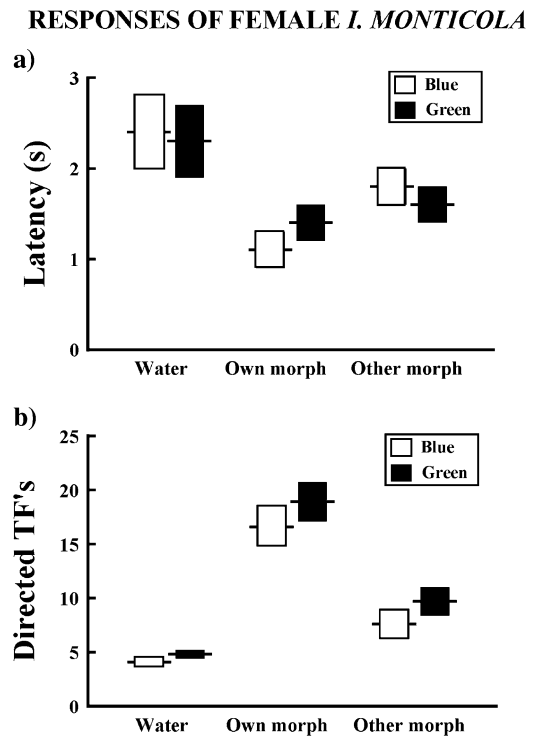 RESPONSES OF FEMALE I. MONTICOLA
a)
Latency (s)
3
2
1
0
Blue
Green
Water Own morph Other morph
b)
Directed TF's
25
20
15
10
5
0
Blue
Green
Water Own morph Other morph